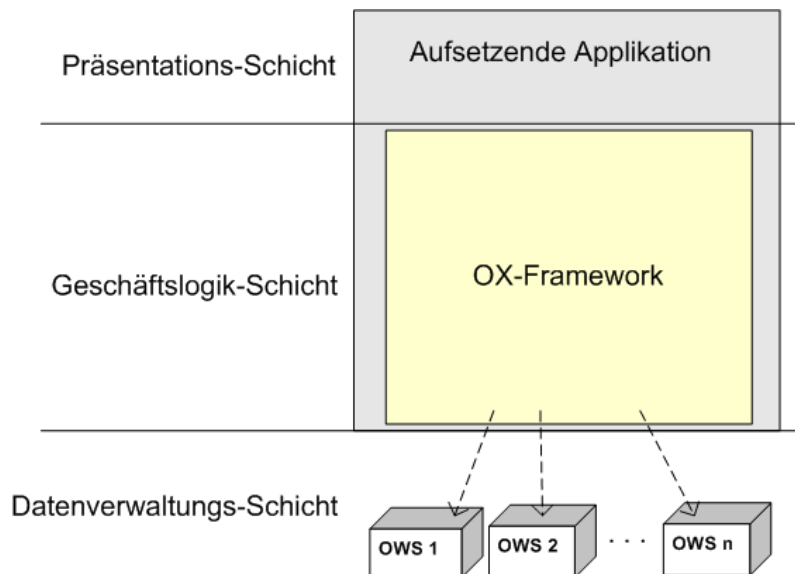 Präsentations-Schicht
Aufsetzende Applikation
Geschäftslogik-Schicht
OX-Framework
Datenverwaltungs-Schicht
OWS 1
OWS 2
. . .
OWS n